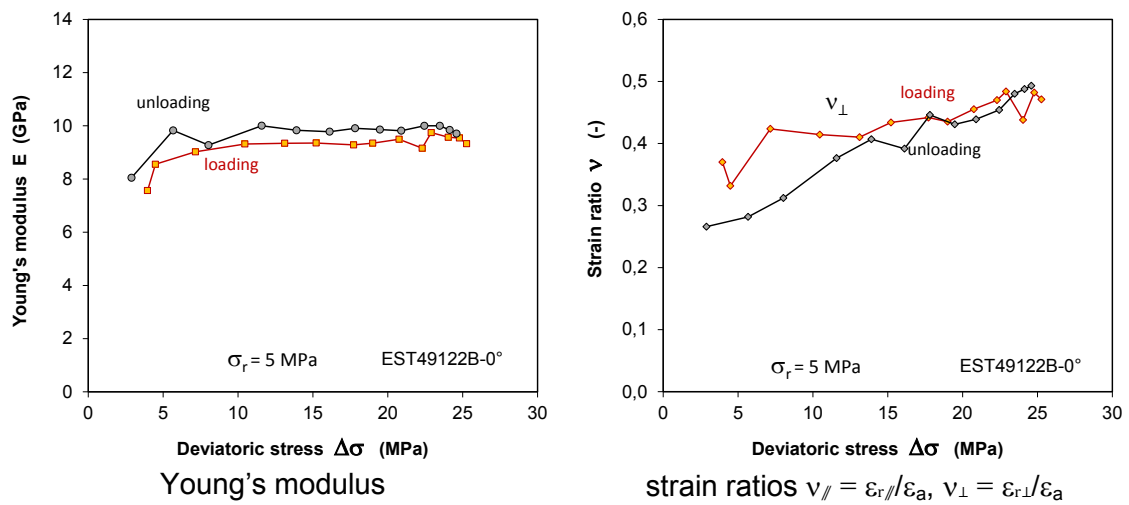 14
12
10
8
6
4
2
0
Young's modulus E (GPa)
unloading
loading
σr = 5 MPa
EST49122B-0°
0
5
10
15
20
25
30
Deviatoric stress Δσ (MPa)
Young's modulus
0,6
0,5
0,4
0,3
0,2
0,1
0,0
Strain ratio ν (-)
ν⊥
loading
unloading
σr = 5 MPa
EST49122B-0°
0
5
10
15
20
25
30
Deviatoric stress Δσ (MPa)
strain ratios ν⫽ = εr⫽/εa, ν⊥ = εr⊥/εa